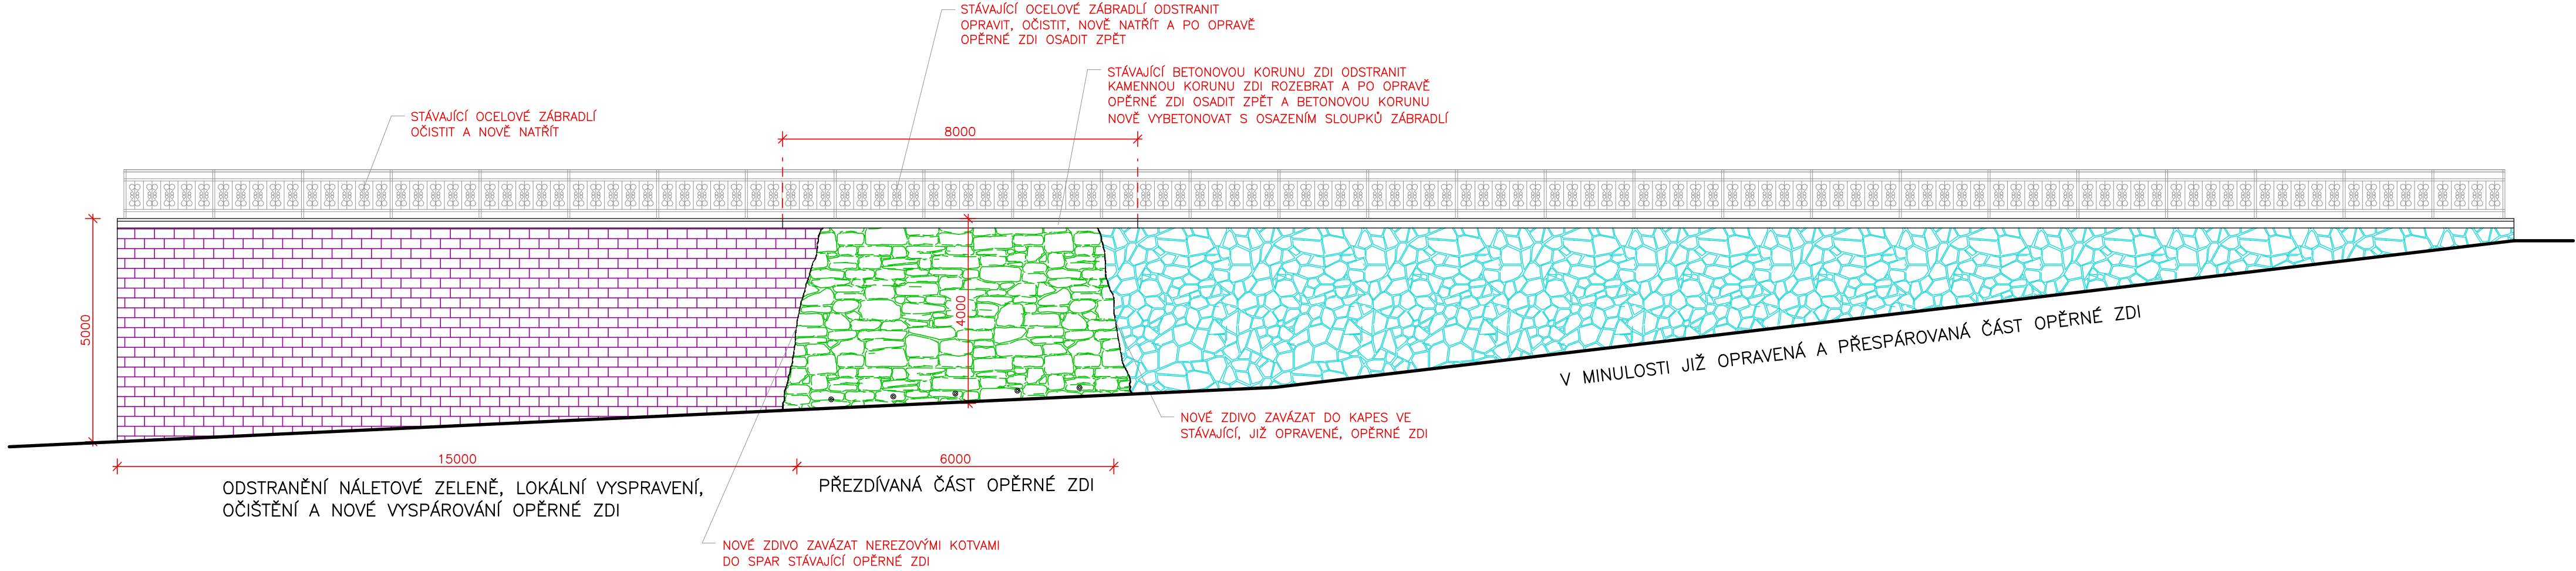 STÁVAJÍCÍ OCELOVÉ ZÁBRADLÍ ODSTRANIT
OPRAVIT, OČISTIT, NOVĚ NATŘÍT A PO OPRAVĚ
OPĚRNÉ ZDI OSADIT ZPĚT
STÁVAJÍCÍ BETONOVOU KORUNU ZDI ODSTRANIT
KAMENNOU KORUNU ZDI ROZEBRAT A PO OPRAVĚ
OPĚRNÉ ZDI OSADIT ZPĚT A BETONOVOU KORUNU
NOVĚ VYBETONOVAT S OSAZENÍM SLOUPKŮ ZÁBRADLÍ
STÁVAJÍCÍ OCELOVÉ ZÁBRADLÍ
OČISTIT A NOVĚ NATŘÍT
8000
5000
4000
V MINULOSTI JIŽ OPRAVENÁ A PŘESPÁROVANÁ ČÁST OPĚRNÉ ZDI
NOVÉ ZDIVO ZAVÁZAT DO KAPES VE
STÁVAJÍCÍ, JIŽ OPRAVENÉ, OPĚRNÉ ZDI
15000
6000
ODSTRANĚNÍ NÁLETOVÉ ZELENĚ, LOKÁLNÍ VYSPRAVENÍ,
OČIŠTĚNÍ A NOVÉ VYSPÁROVÁNÍ OPĚRNÉ ZDI
PŘEZDÍVANÁ ČÁST OPĚRNÉ ZDI
NOVÉ ZDIVO ZAVÁZAT NEREZOVÝMI KOTVAMI
DO SPAR STÁVAJÍCÍ OPĚRNÉ ZDI